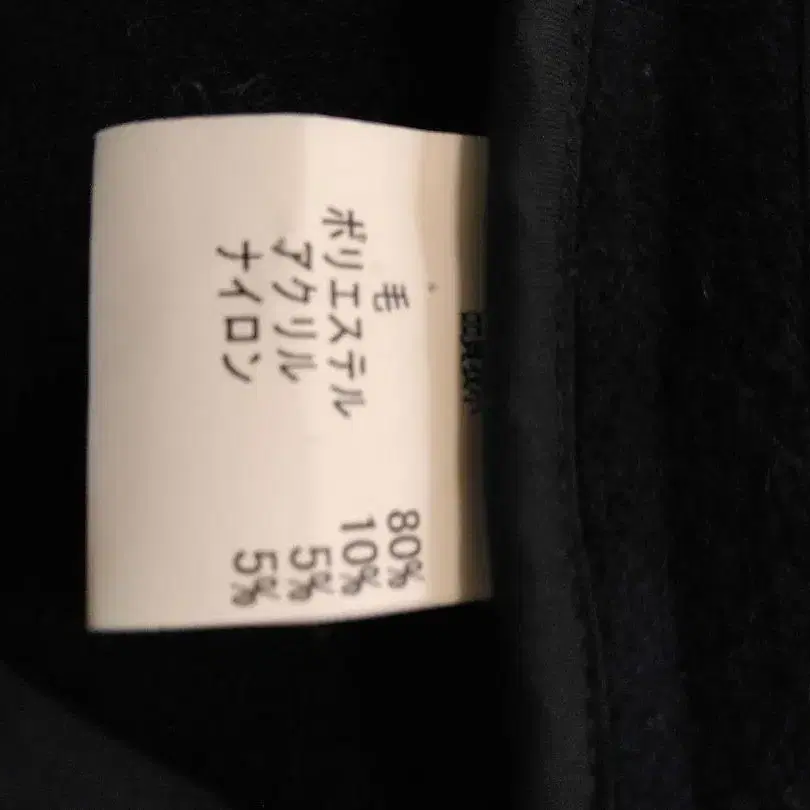 毛 80%
ポリエステル 10%
アクリル 5%
ナイロン 5%